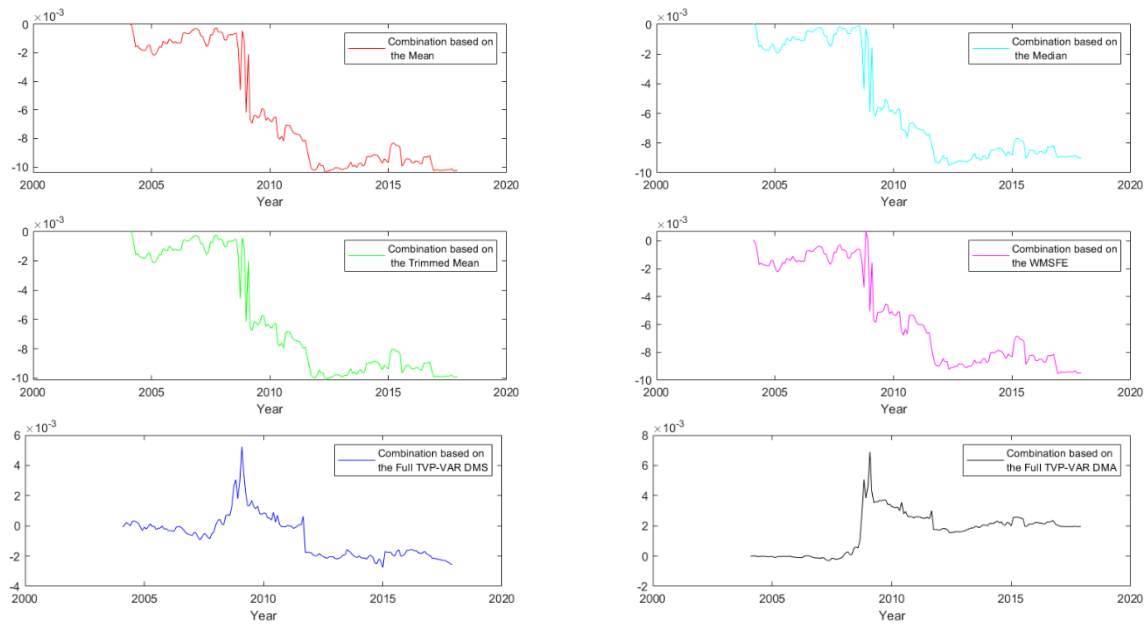 ×10⁻³
0
-2
-4
-6
-8
-10
2000 2005 2010 2015 2020
Year
Combination based on
the Mean
×10⁻³
0
-2
-4
-6
-8
-10
2000 2005 2010 2015 2020
Year
Combination based on
the Median
×10⁻³
0
-2
-4
-6
-8
-10
2000 2005 2010 2015 2020
Year
Combination based on
the Trimmed Mean
×10⁻³
0
-2
-4
-6
-8
-10
2000 2005 2010 2015 2020
Year
Combination based on
the WMSFE
×10⁻³
6
4
2
0
-2
-4
2000 2005 2010 2015 2020
Year
Combination based on
the Full TVP-VAR DMS
×10⁻³
8
6
4
2
0
-2
2000 2005 2010 2015 2020
Year
Combination based on
the Full TVP-VAR DMA